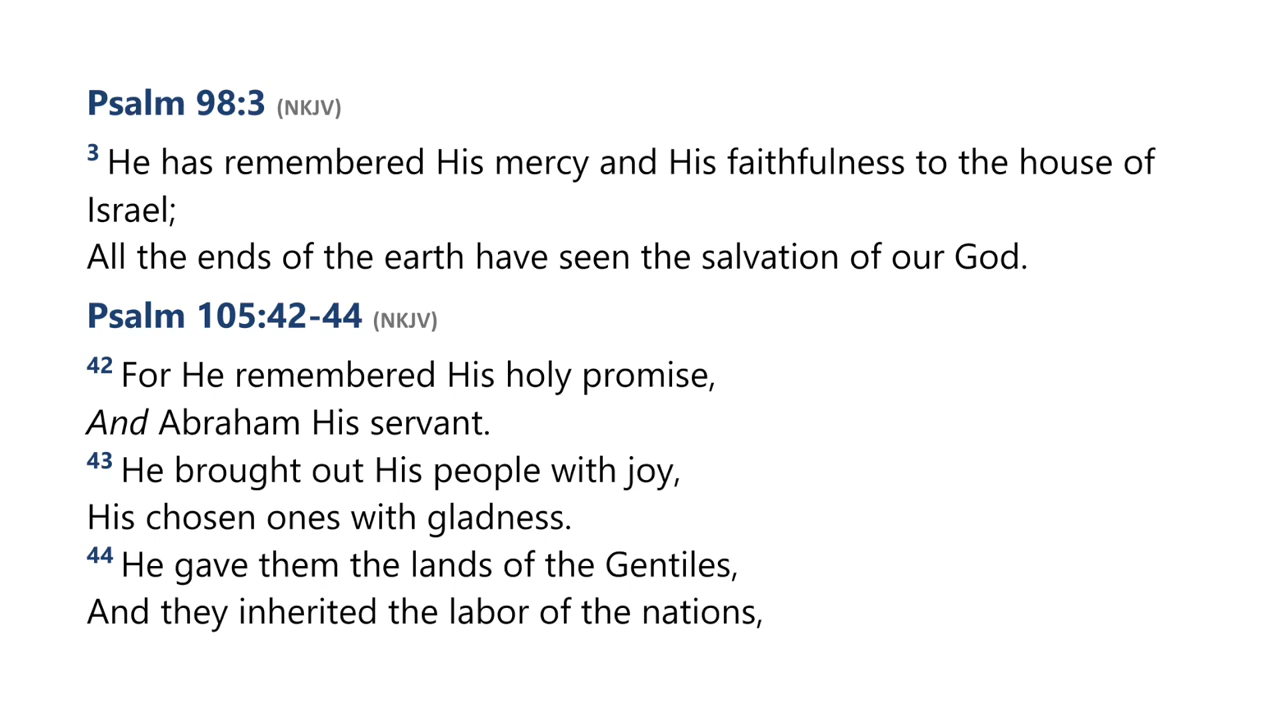 Psalm 98:3 (NKJV)
3 He has remembered His mercy and His faithfulness to the house of
Israel;
All the ends of the earth have seen the salvation of our God.
Psalm 105:42-44 (NKJV)
42 For He remembered His holy promise,
And Abraham His servant.
43 He brought out His people with joy,
His chosen ones with gladness.
44 He gave them the lands of the Gentiles,
And they inherited the labor of the nations,